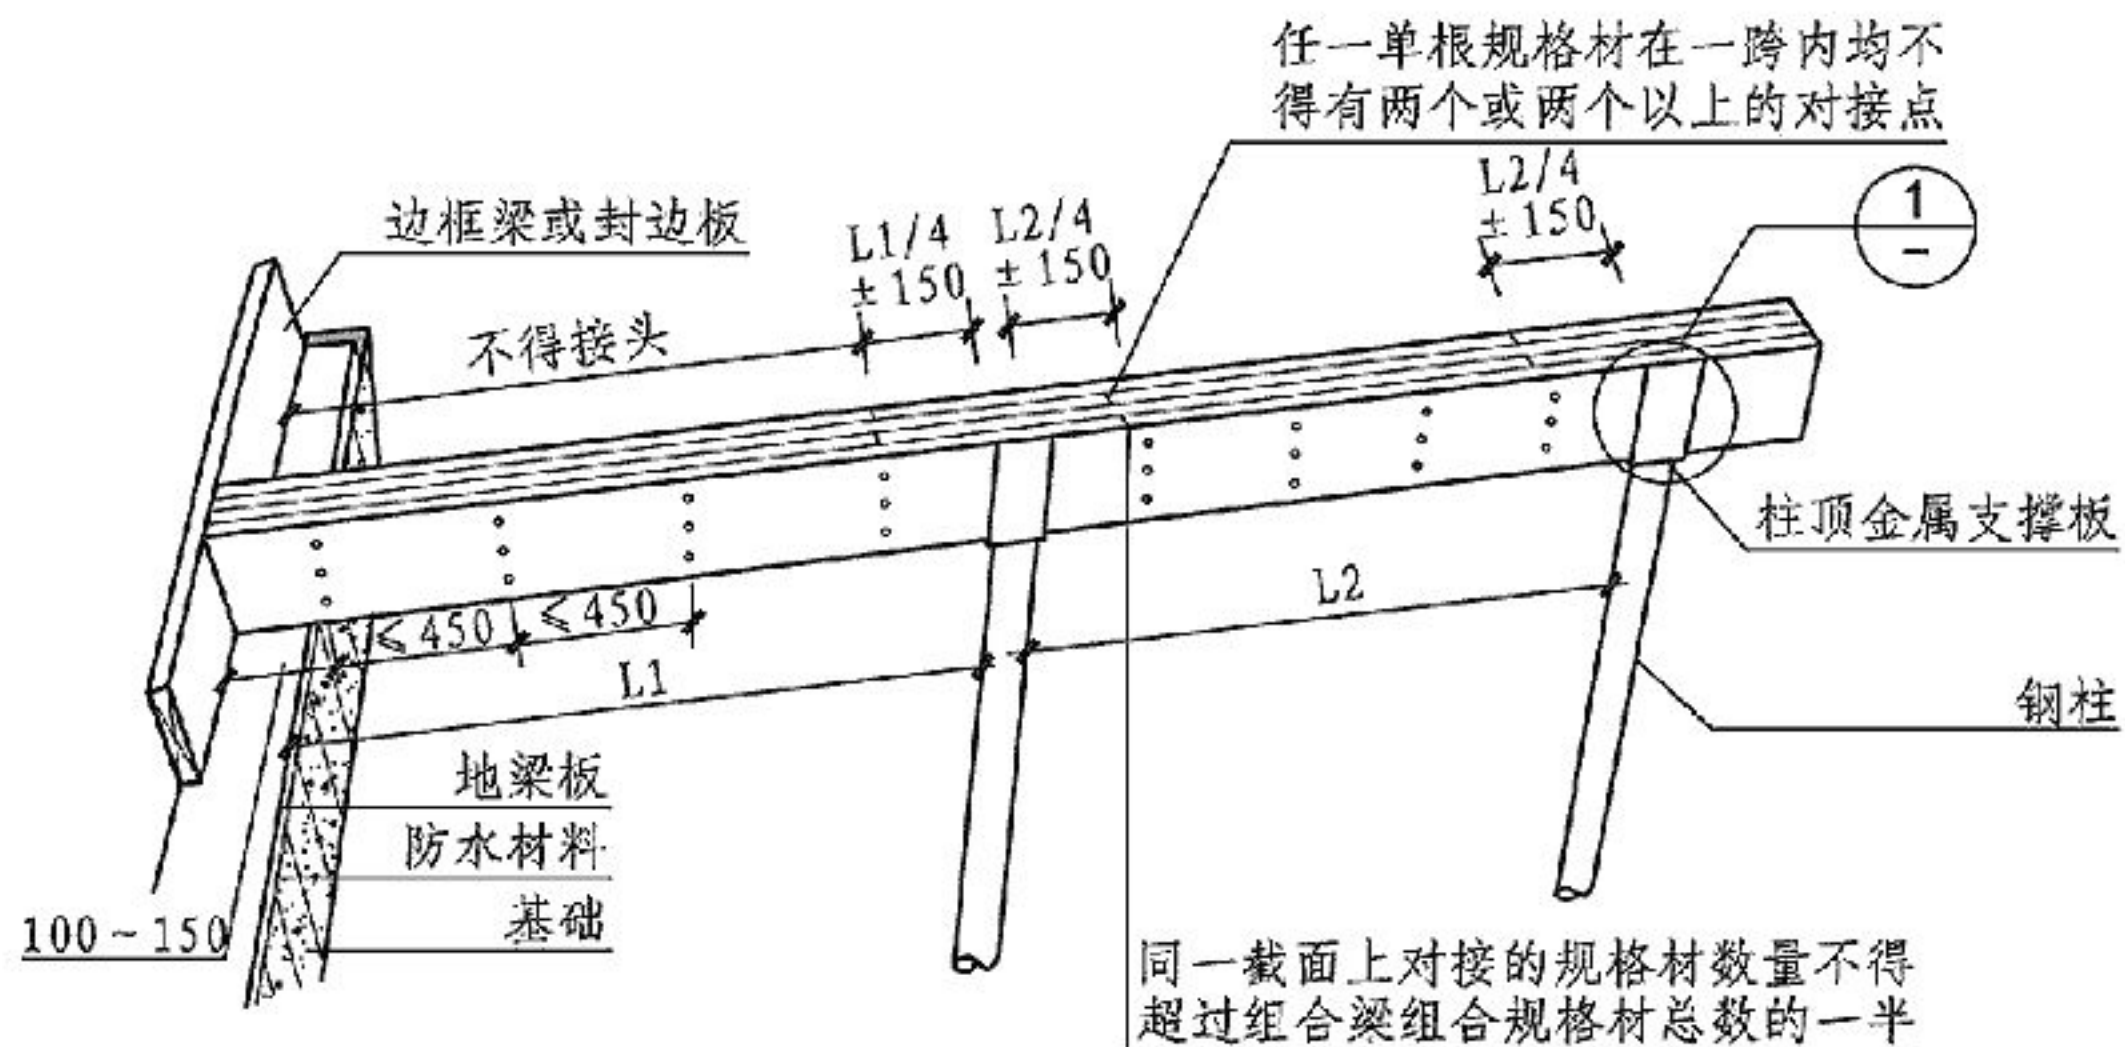 任一单根规格材在一跨内均不
得有两个或两个以上的对接点
L2/4
±150
1
-
边框梁或封边板
L1/4
±150
L2/4
±150
不得接头
柱顶金属支撑板
L2
≤450
≤450
L1
钢柱
地梁板
防水材料
基础
100~150
同一截面上对接的规格材数量不得
超过组合梁组合规格材总数的一半